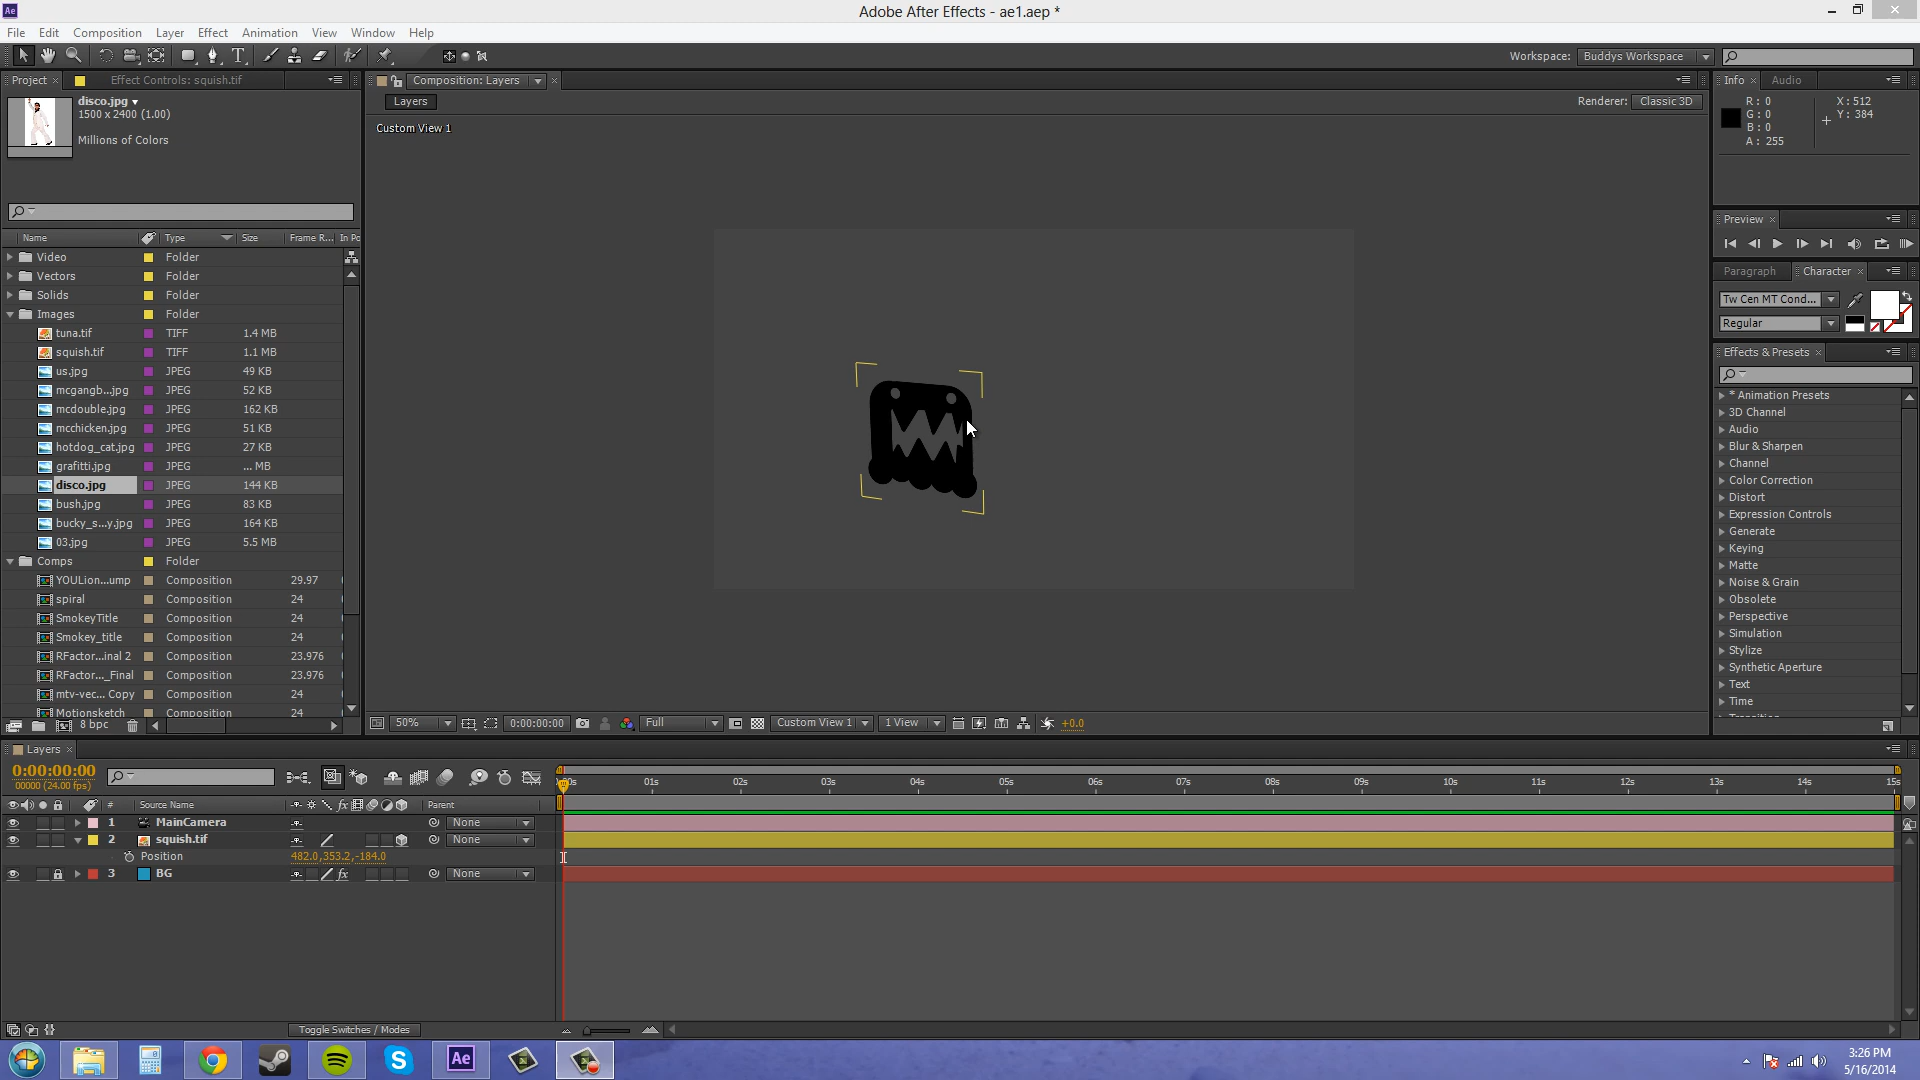 Ae
Adobe After Effects - ae1.aep *
File Edit Composition Layer Effect Animation View Window Help
Workspace: Buddys Workspace
Project Effect Controls: squish.tif
Composition: Layers
Info Audio
disco.jpg
1500 x 2400 (1.00)
Millions of Colors
Layers
Renderer: Classic 3D
Custom View 1
R: 0
G: 0
B: 0
A: 255
X: 512
Y: 384
Preview
Paragraph Character
Tw Cen MT Cond...
Regular
Effects & Presets
* Animation Presets
3D Channel
Audio
Blur & Sharpen
Channel
Color Correction
Distort
Expression Controls
Generate
Keying
Matte
Noise & Grain
Obsolete
Perspective
Simulation
Stylize
Synthetic Aperture
Text
Time
Transition
Name Type Size Frame R... In Po
Video Folder
Vectors Folder
Solids Folder
Images Folder
tuna.tif TIFF 1.4 MB
squish.tif TIFF 1.1 MB
us.jpg JPEG 49 KB
mcgangb...jpg JPEG 52 KB
mcdouble.jpg JPEG 162 KB
mcchicken.jpg JPEG 51 KB
hotdog_cat.jpg JPEG 27 KB
grafitti.jpg JPEG ... MB
disco.jpg JPEG 144 KB
bush.jpg JPEG 83 KB
bucky_s...y.jpg JPEG 164 KB
03.jpg JPEG 5.5 MB
Comps Folder
YOULion...ump Composition 29.97
spiral Composition 24
SmokeyTitle Composition 24
Smokey_title Composition 24
RFactor...inal 2 Composition 23.976
RFactor..._Final Composition 23.976
mtv-vec... Copy Composition 24
Motionsketch Composition 24
8 bpc
50% 0:00:00:00 Full Custom View 1 1 View +0.0
Layers
0:00:00:00
00000 (24.00 fps)
00s 01s 02s 03s 04s 05s 06s 07s 08s 09s 10s 11s 12s 13s 14s 15s
# Source Name fx Parent
1 MainCamera None
2 squish.tif None
Position 482.0,353.2,-184.0
3 BG fx None
Toggle Switches / Modes
Ae
3:26 PM
5/16/2014